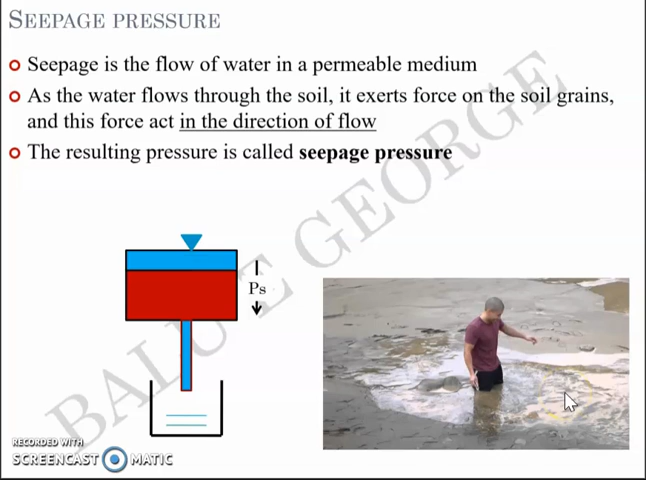 SEEPAGE PRESSURE
Seepage is the flow of water in a permeable medium
As the water flows through the soil, it exerts force on the soil grains,
and this force act in the direction of flow
The resulting pressure is called seepage pressure
Ps
BALU E GEORGE
RECORDED WITH
SCREENCAST MATIC